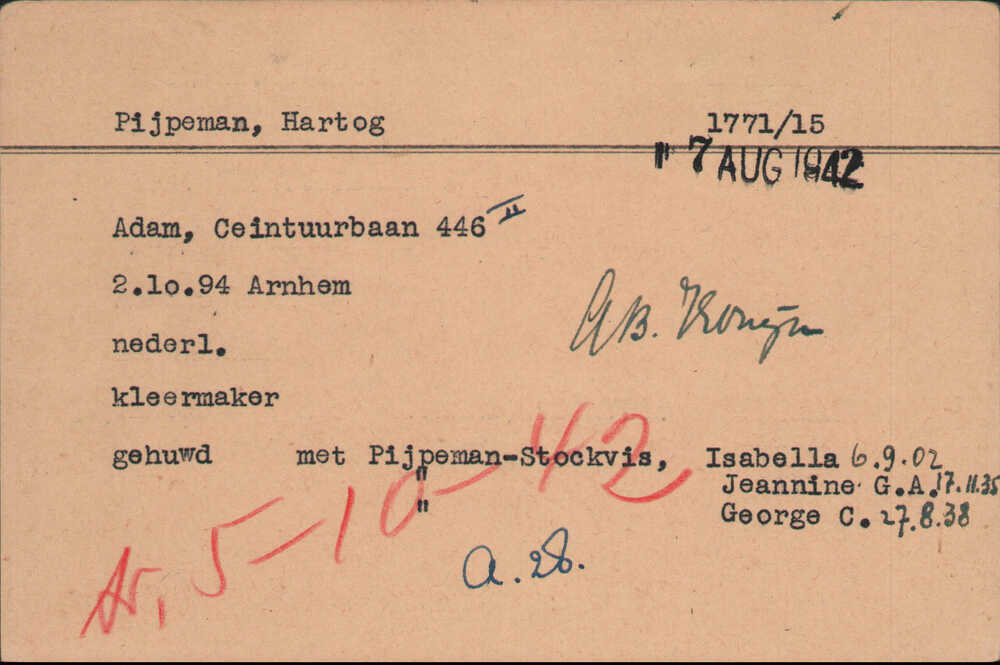 Pijpeman, Hartog 1771/15
7 AUG 1942
Adam, Ceintuurbaan 446 II
2.10.94 Arnhem
nederl.
kleermaker
gehuwd met Pijpeman-Stockvis, Isabella 6.9.02
" Jeannine G.A. 17.11.35
" George C. 27.8.38
5-10-42
a. 28.